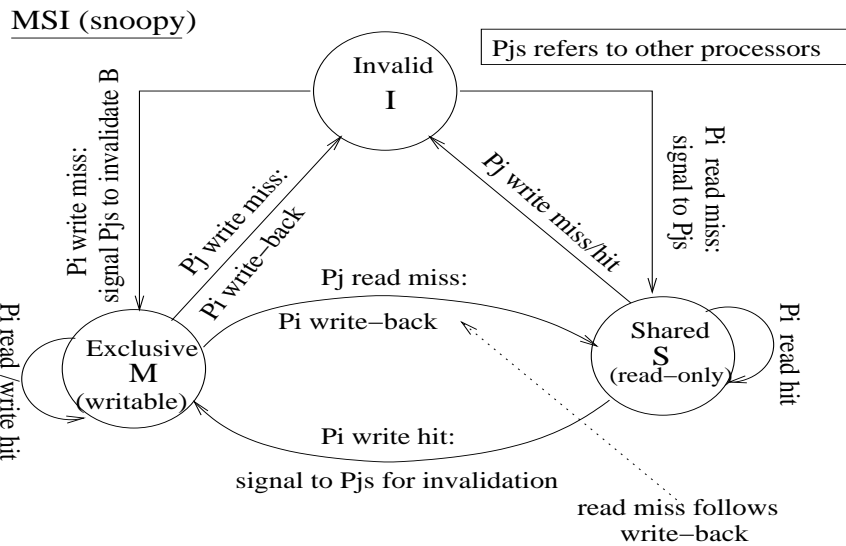 MSI (snoopy)
Pjs refers to other processors
Invalid
I
Pi write miss:
signal Pjs to invalidate B
Pj write miss:
Pi write−back
Pj write miss/hit
Pi read miss:
signal to Pjs
Pj read miss:
Pi write−back
Exclusive
M
(writable)
Shared
S
(read−only)
Pi read/write hit
Pi read hit
Pi write hit:
signal to Pjs for invalidation
read miss follows
write−back